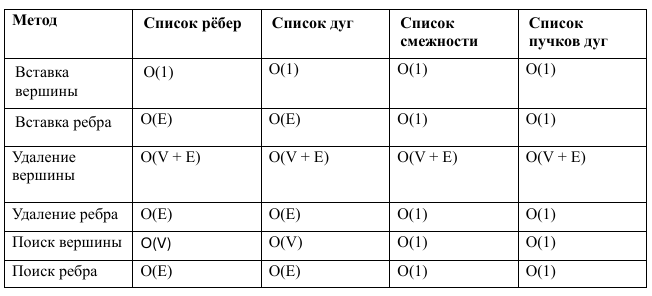 Метод Список рёбер Список дуг Список смежности Список пучков дуг
Вставка вершины O(1) O(1) O(1) O(1)
Вставка ребра O(E) O(E) O(1) O(1)
Удаление вершины O(V + E) O(V + E) O(V + E) O(V + E)
Удаление ребра O(E) O(E) O(1) O(1)
Поиск вершины O(V) O(V) O(1) O(1)
Поиск ребра O(E) O(E) O(1) O(1)